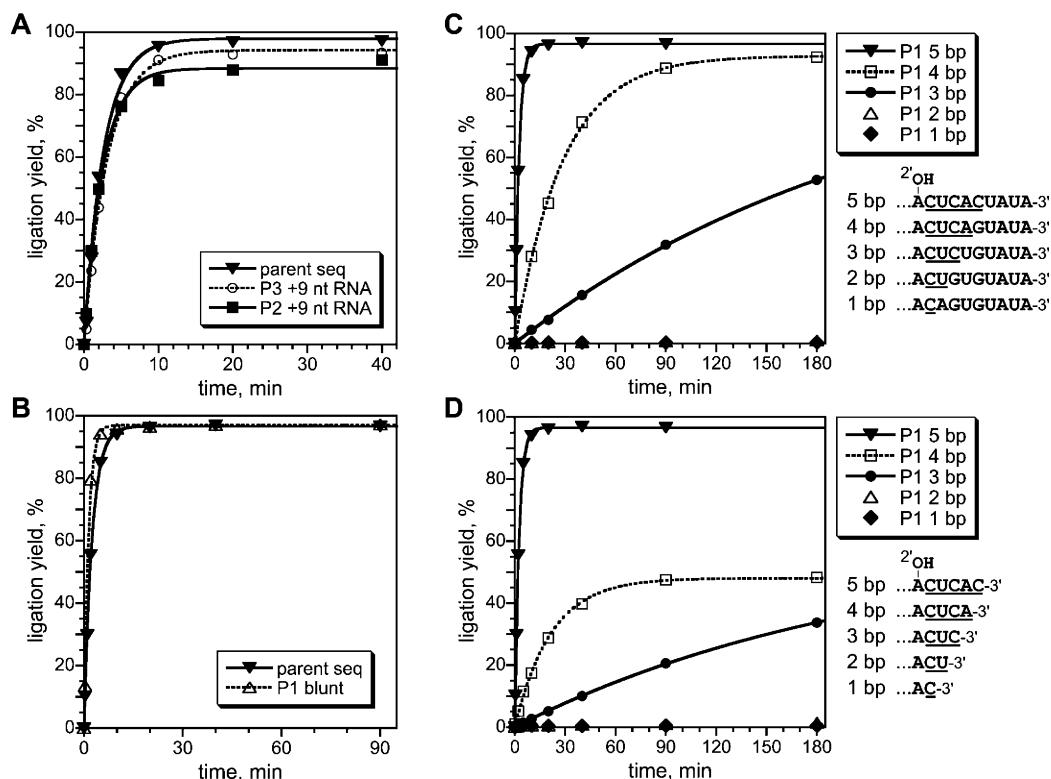 A
ligation yield, %
100
80
60
40
20
0
parent seq
P3 +9 nt RNA
P2 +9 nt RNA
0 10 20 30 40
time, min
B
ligation yield, %
100
80
60
40
20
0
parent seq
P1 blunt
0 30 60 90
time, min
C
ligation yield, %
100
80
60
40
20
0
0 30 60 90 120 150 180
time, min
P1 5 bp
P1 4 bp
P1 3 bp
P1 2 bp
P1 1 bp
2'
OH
5 bp ...ACUCACUAUA-3'
4 bp ...ACUCAGUAUA-3'
3 bp ...ACUCUGUAUA-3'
2 bp ...ACUGUGUAUA-3'
1 bp ...ACAGUGUAUA-3'
D
ligation yield, %
100
80
60
40
20
0
0 30 60 90 120 150 180
time, min
P1 5 bp
P1 4 bp
P1 3 bp
P1 2 bp
P1 1 bp
2'
OH
5 bp ...ACUCAC-3'
4 bp ...ACUCA-3'
3 bp ...ACUC-3'
2 bp ...ACU-3'
1 bp ...AC-3'